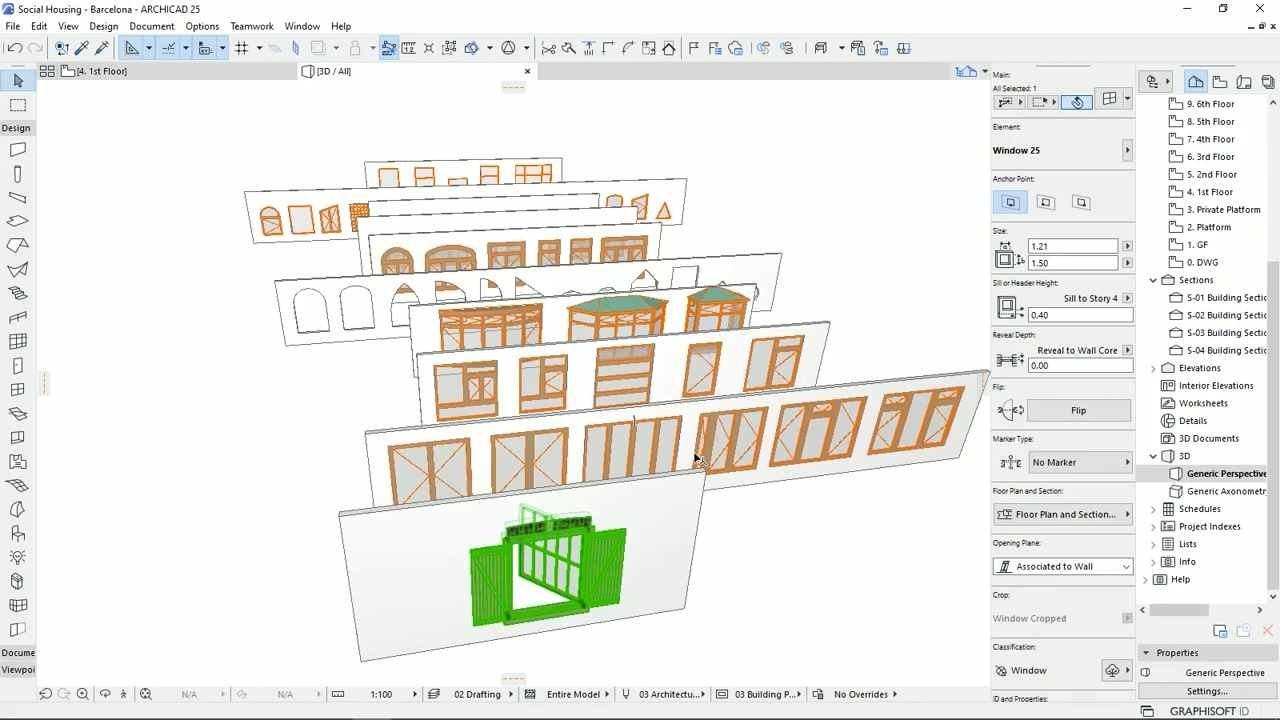 Social Housing - Barcelona - ARCHICAD 25
File Edit View Design Document Options Teamwork Window Help
[4. 1st Floor]
[3D / All]
Design
Docume
Viewpoi
Main:
All Selected: 1
Element:
Window 25
Anchor Point:
Size:
1.21
1.50
Sill or Header Height:
Sill to Story 4
0.40
Reveal Depth:
Reveal to Wall Core
0.00
Flip:
Flip
Marker Type:
No Marker
Floor Plan and Section:
Floor Plan and Section...
Opening Plane:
Associated to Wall
Crop:
Window Cropped
Classification:
Window
ID and Properties:
9. 6th Floor
8. 5th Floor
7. 4th Floor
6. 3rd Floor
5. 2nd Floor
4. 1st Floor
3. Private Platform
2. Platform
1. GF
0. DWG
Sections
S-01 Building Sectio
S-02 Building Sectio
S-03 Building Sectio
S-04 Building Sectio
Elevations
Interior Elevations
Worksheets
Details
3D Documents
3D
Generic Perspective
Generic Axonometr
Schedules
Project Indexes
Lists
Info
Help
Properties
Generic Perspective
Settings...
N/A N/A 1:100 02 Drafting Entire Model 03 Architectu... 03 Building P... No Overrides
GRAPHISOFT ID